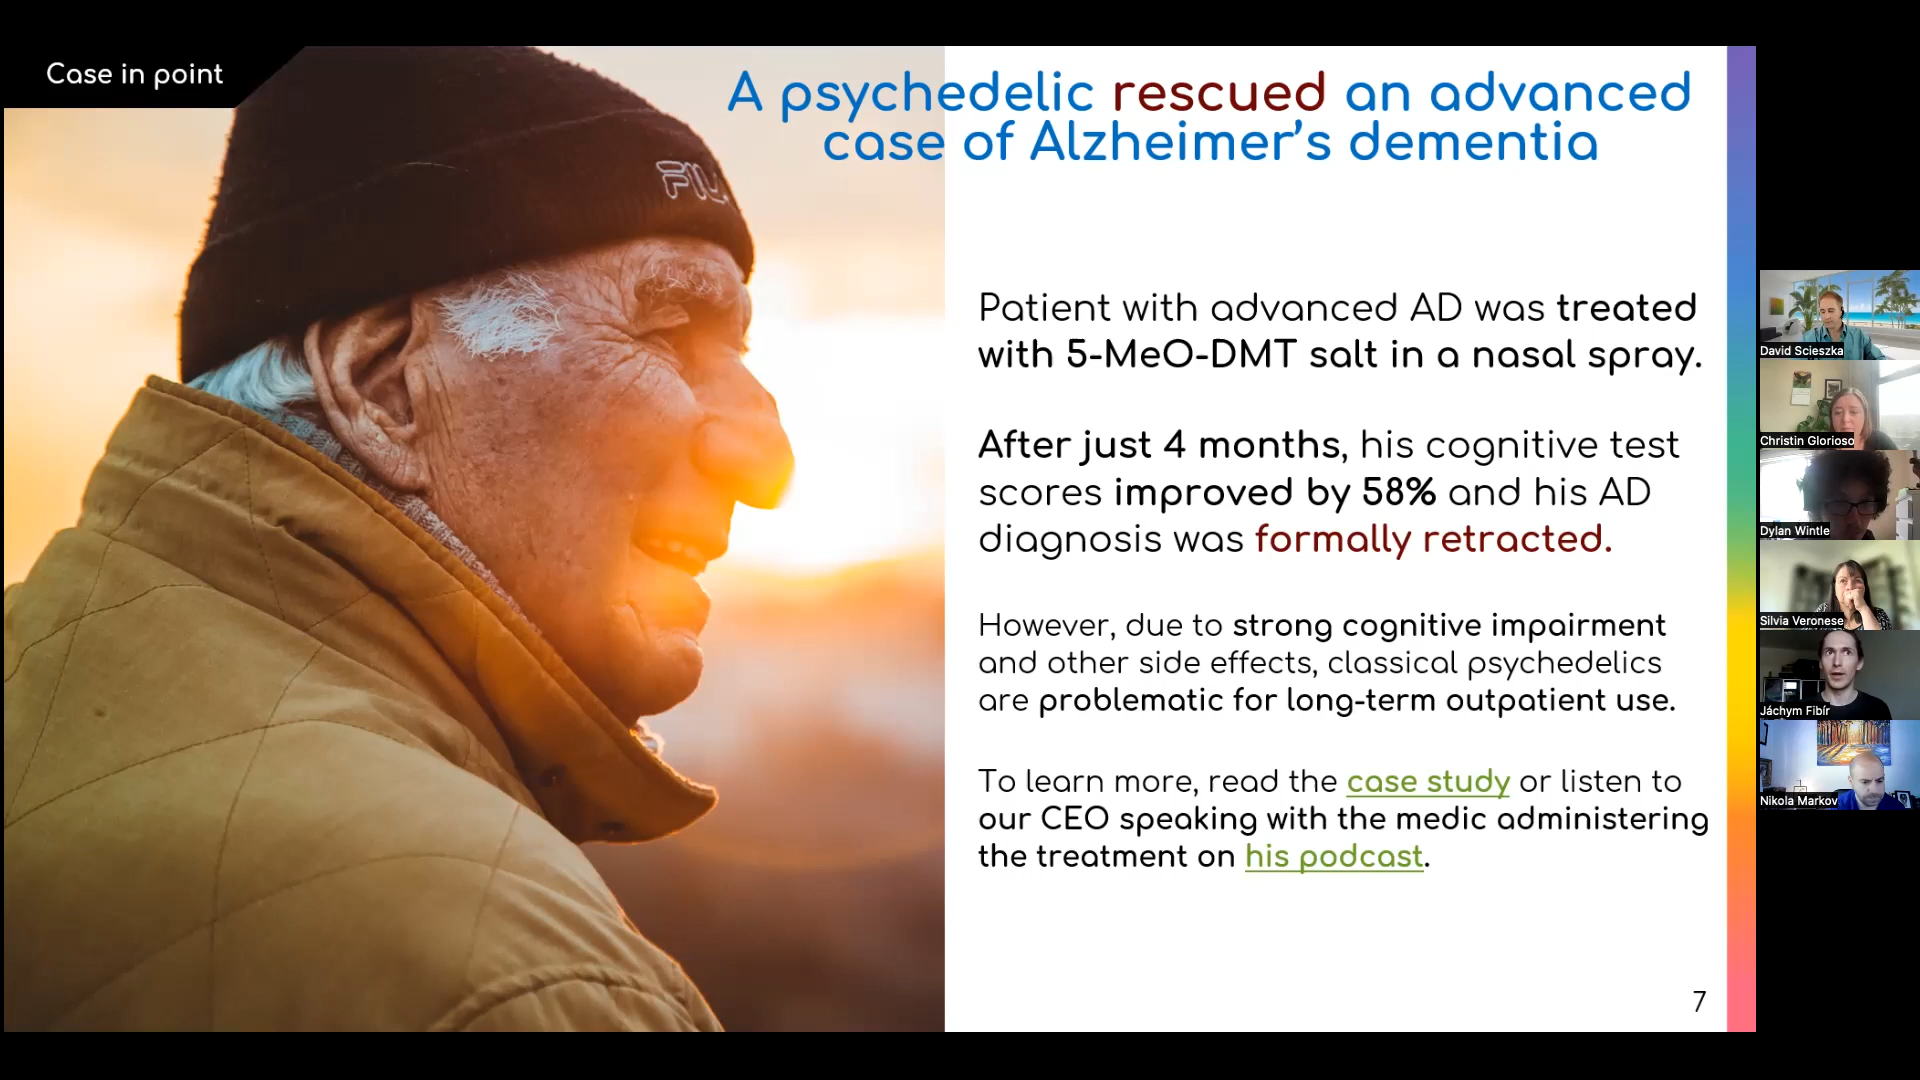 Case in point
A psychedelic rescued an advanced
case of Alzheimer's dementia
FIL
Patient with advanced AD was treated
with 5-MeO-DMT salt in a nasal spray.
After just 4 months, his cognitive test
scores improved by 58% and his AD
diagnosis was formally retracted.
However, due to strong cognitive impairment
and other side effects, classical psychedelics
are problematic for long-term outpatient use.
To learn more, read the case study or listen to
our CEO speaking with the medic administering
the treatment on his podcast.
7
David Scieszka
Christin Glorioso
Dylan Wintle
Silvia Veronese
Jáchym Fibír
Nikola Markov